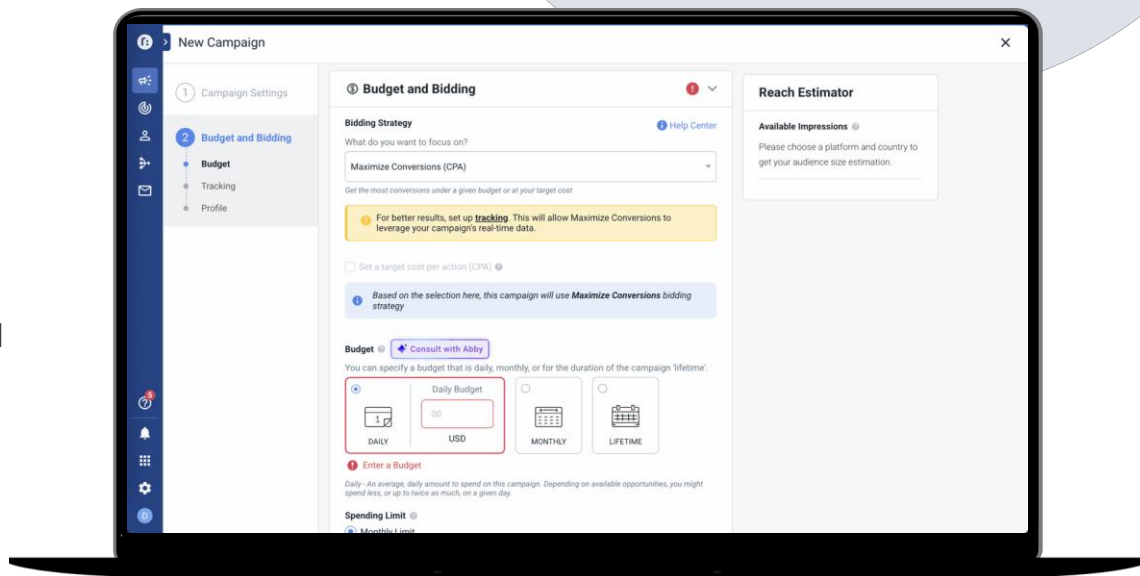 New Campaign
1 Campaign Settings
2 Budget and Bidding
Budget
Tracking
Profile
Budget and Bidding
Bidding Strategy
Help Center
What do you want to focus on?
Maximize Conversions (CPA)
Get the most conversions under a given budget or at your target cost
For better results, set up tracking. This will allow Maximize Conversions to
leverage your campaign's real-time data.
Set a target cost per action (CPA)
Based on the selection here, this campaign will use Maximize Conversions bidding
strategy
Budget
Consult with Abby
You can specify a budget that is daily, monthly, or for the duration of the campaign 'lifetime'.
1
DAILY
Daily Budget
00
USD
MONTHLY
LIFETIME
Enter a Budget
Daily - An average, daily amount to spend on this campaign. Depending on available opportunities, you might
spend less, or up to twice as much, on a given day.
Spending Limit
Monthly Limit
Reach Estimator
Available Impressions
Please choose a platform and country to
get your audience size estimation.
5
D